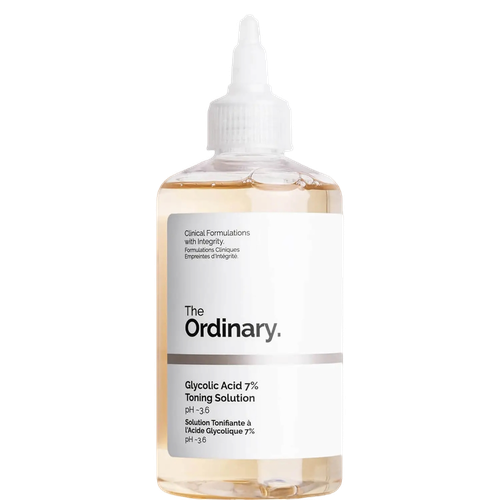 Clinical Formulations
with Integrity.
Formulations Cliniques
Empreintes d'Intégrite.
The
Ordinary.
Glycolic Acid 7%
Toning Solution
pH ~3.6
Solution Tonifiante à
l'Acide Glycolique 7%
pH ~3.6